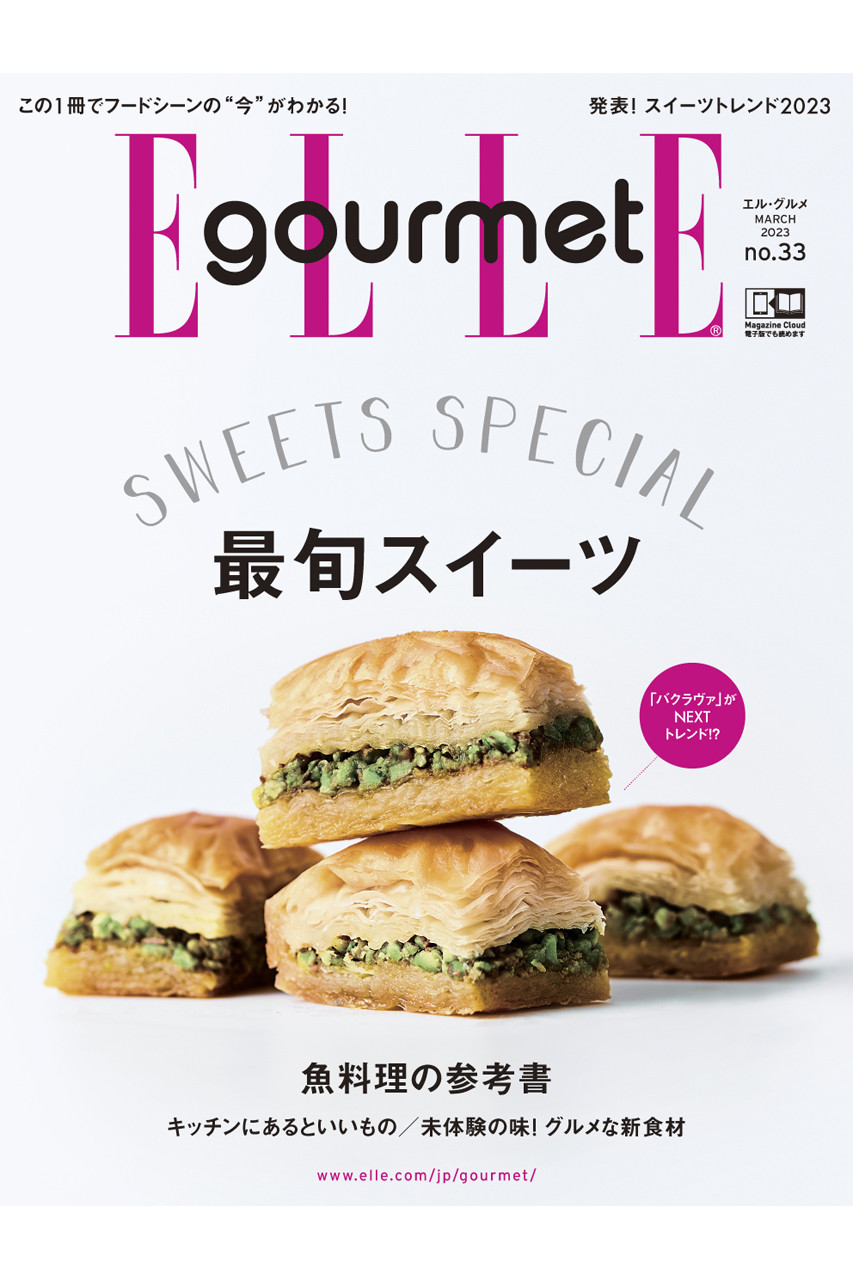 この1冊でフードシーンの“今”がわかる!
発表! スイーツトレンド2023
ELLE
gourmet
®
エル・グルメ
MARCH
2023
no.33
Magazine Cloud
電子版でも読めます
SWEETS SPECIAL
最旬スイーツ
「バクラヴァ」が
NEXT
トレンド!?
魚料理の参考書
キッチンにあるといいもの／未体験の味! グルメな新食材
www.elle.com/jp/gourmet/